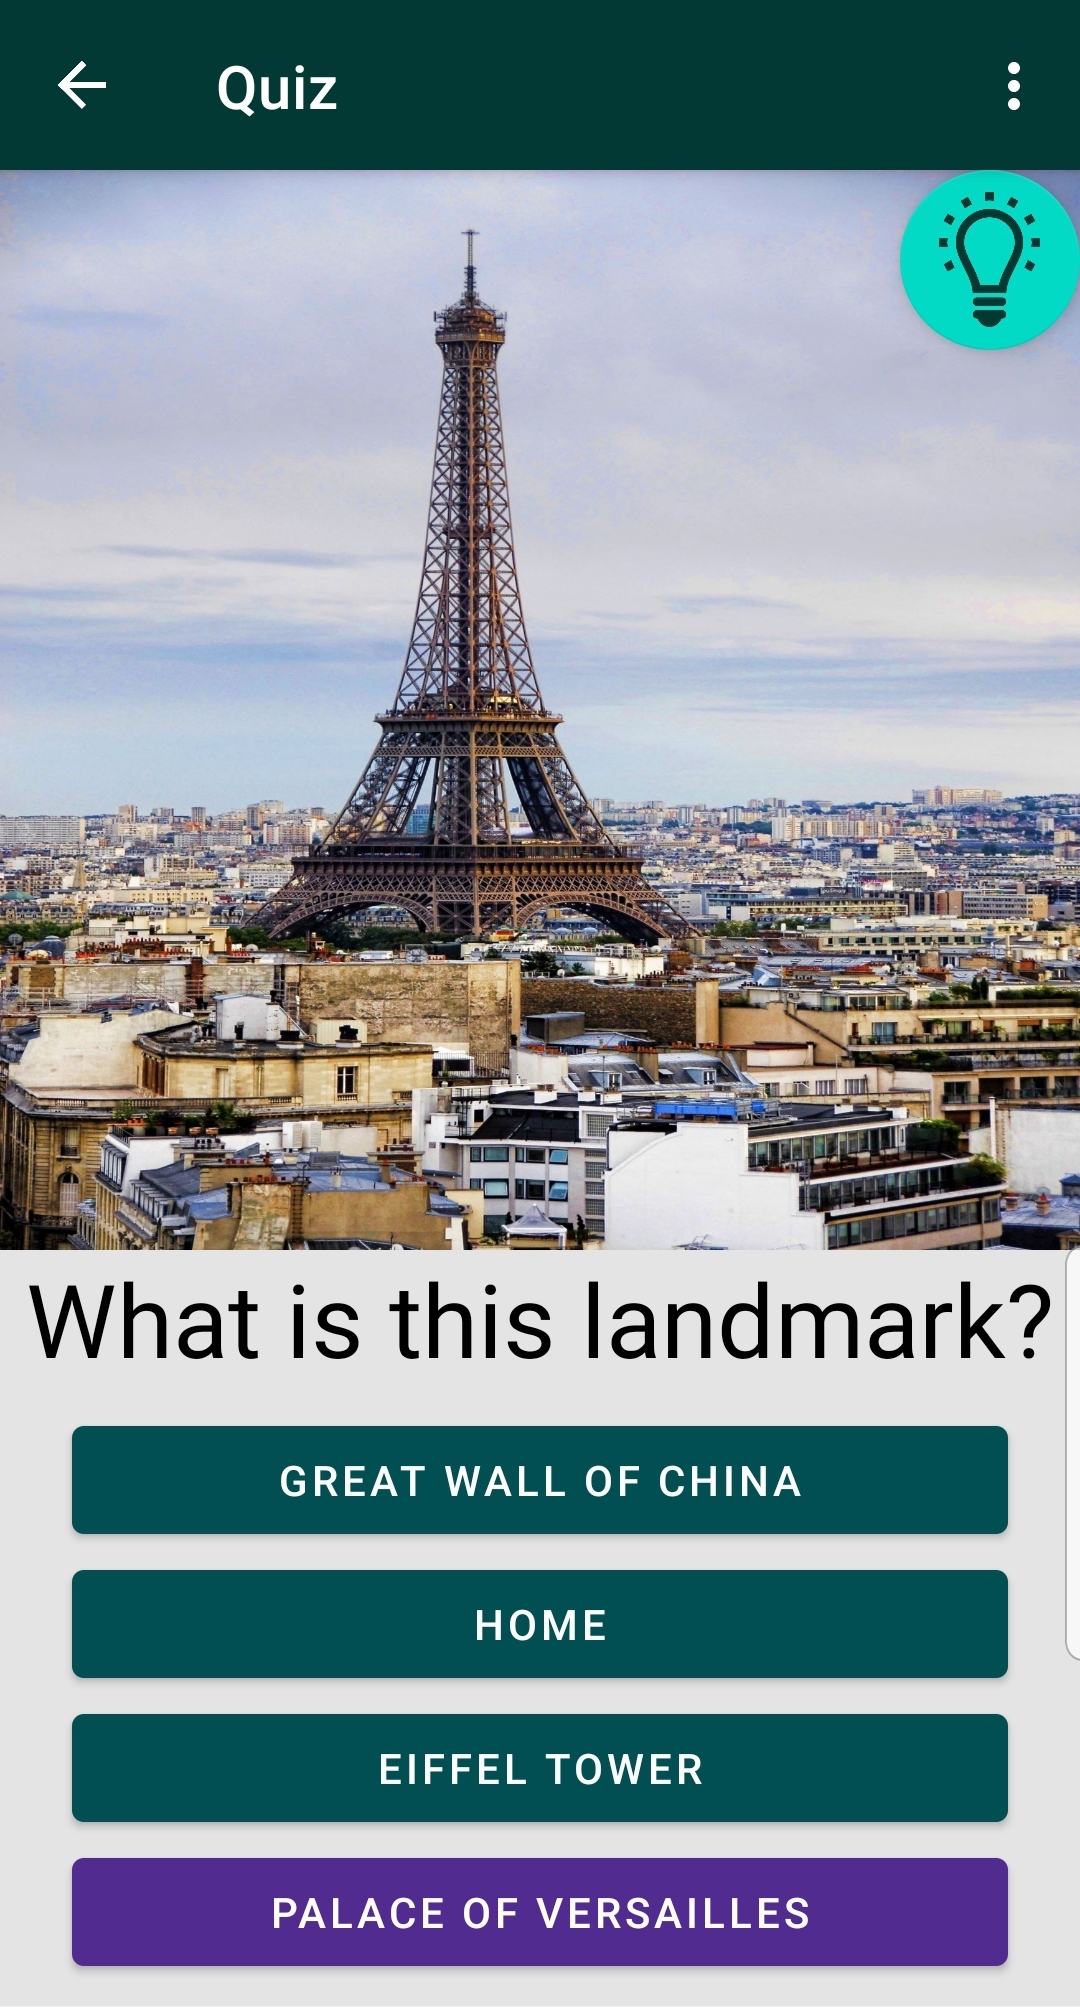 Quiz
What is this landmark?
GREAT WALL OF CHINA
HOME
EIFFEL TOWER
PALACE OF VERSAILLES